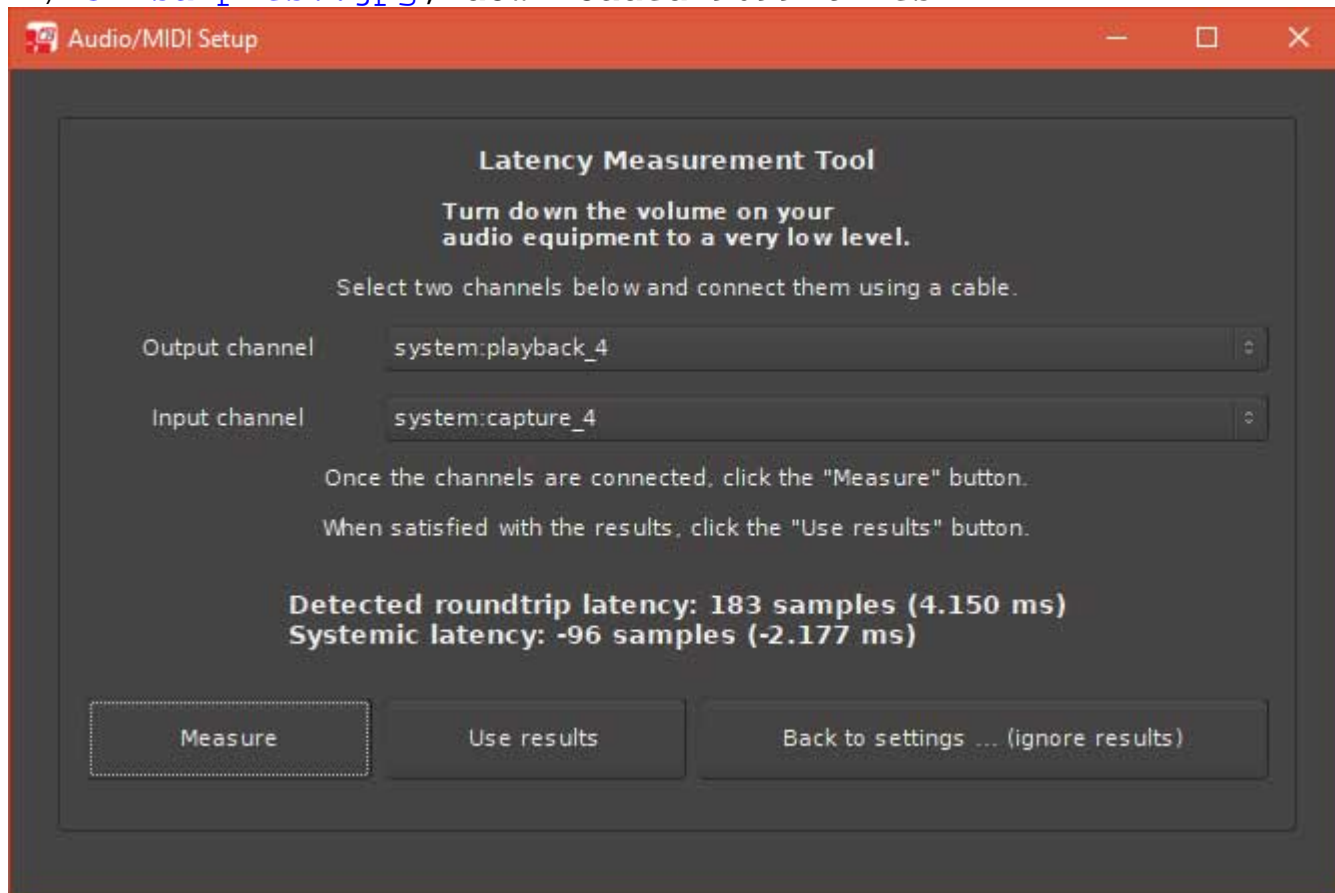 Audio/MIDI Setup
Latency Measurement Tool
Turn down the volume on your
audio equipment to a very low level.
Select two channels below and connect them using a cable.
Output channel system:playback_4
Input channel system:capture_4
Once the channels are connected, click the "Measure" button.
When satisfied with the results, click the "Use results" button.
Detected roundtrip latency: 183 samples (4.150 ms)
Systemic latency: -96 samples (-2.177 ms)
Measure Use results Back to settings ... (ignore results)